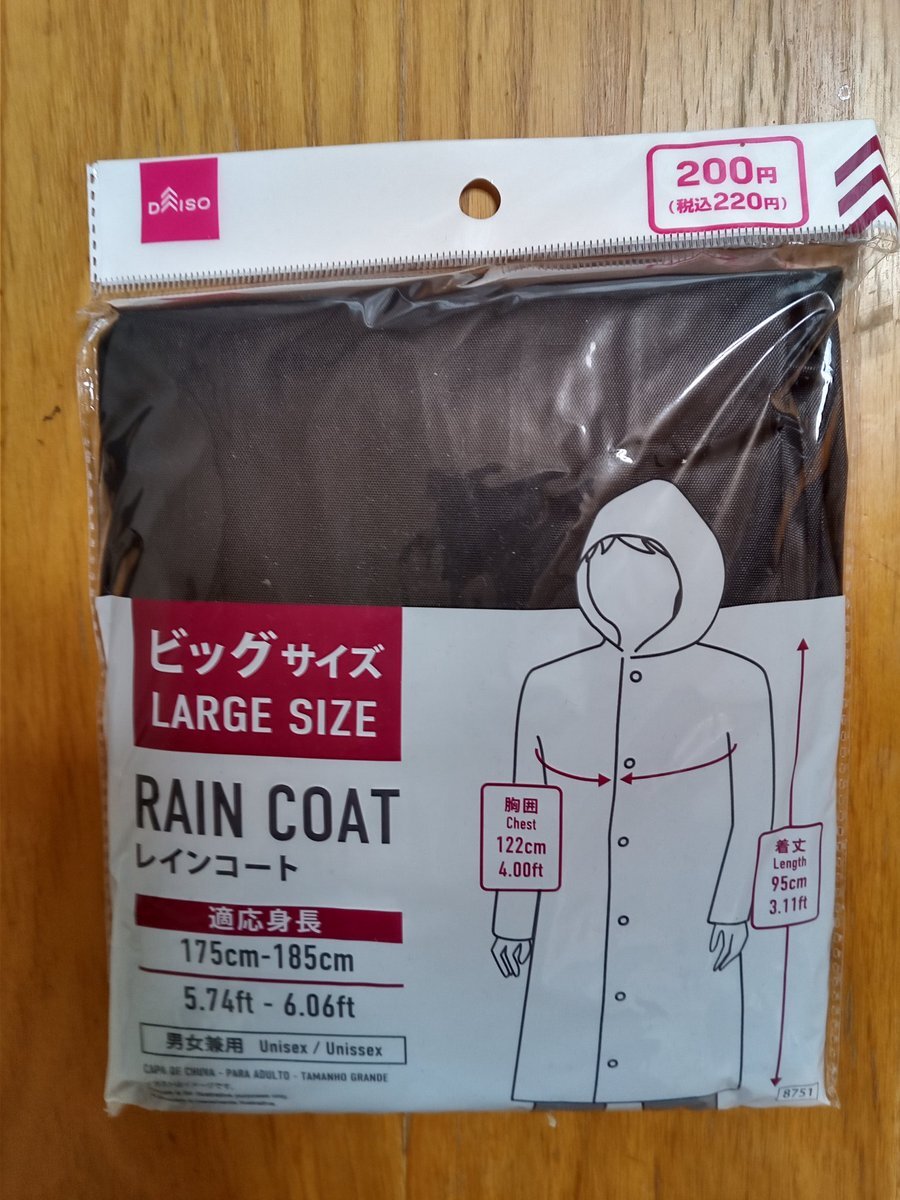 DAISO
200円
(税込220円)
ビッグサイズ
LARGE SIZE
RAIN COAT
レインコート
適応身長
175cm-185cm
5.74ft - 6.06ft
男女兼用 Unisex / Unissex
CAPA DE CHUVA - PARA ADULTO - TAMANHO GRANDE
胸囲
Chest
122cm
4.00ft
着丈
Length
95cm
3.11ft
8751